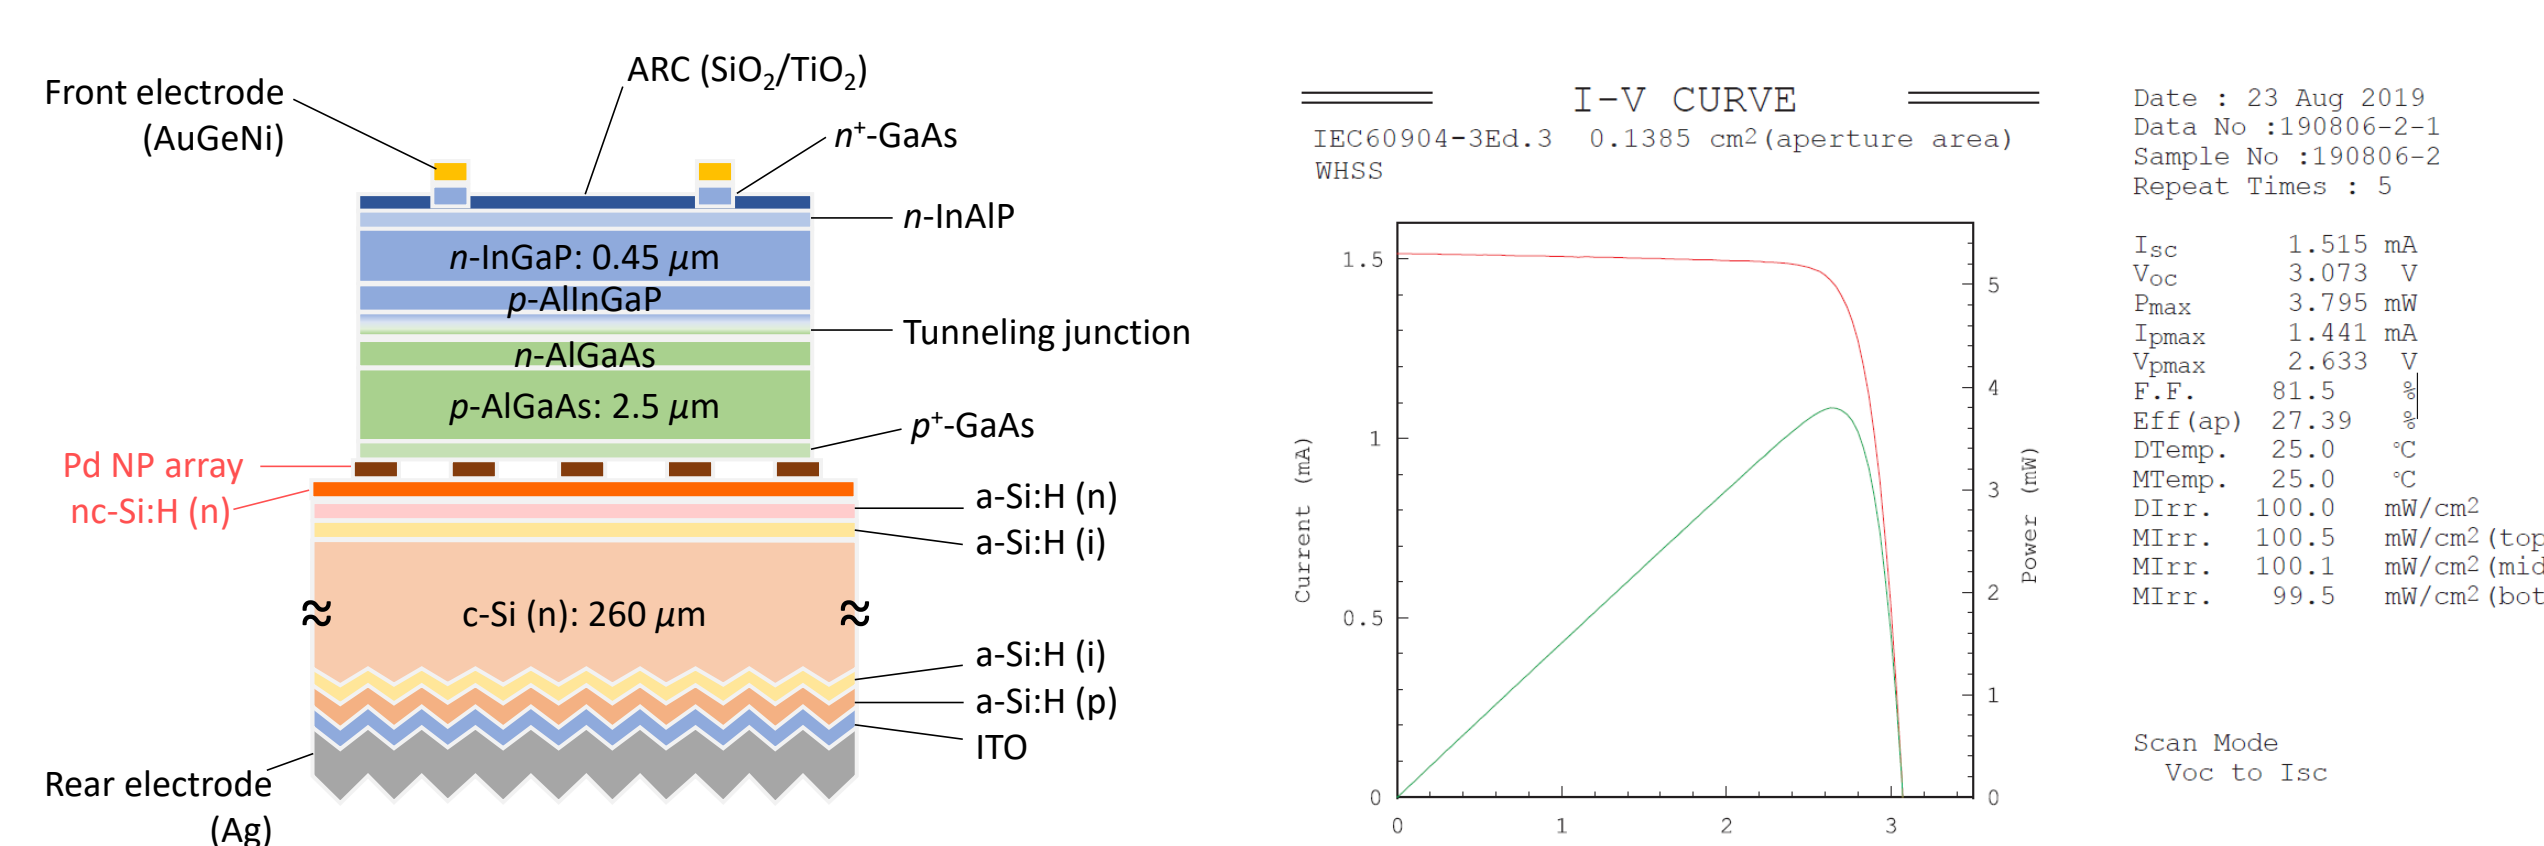 Front electrode
(AuGeNi)
ARC (SiO2/TiO2)
n+-GaAs
n-InAlP
n-InGaP: 0.45 μm
p-AlInGaP
Tunneling junction
n-AlGaAs
p-AlGaAs: 2.5 μm
p+-GaAs
Pd NP array
nc-Si:H (n)
a-Si:H (n)
a-Si:H (i)
c-Si (n): 260 μm
≈ ≈
a-Si:H (i)
a-Si:H (p)
ITO
Rear electrode
(Ag)
I-V CURVE
IEC60904-3Ed.3 0.1385 cm2(aperture area)
WHSS
1.5
1
0.5
0
Current (mA)
5
4
3
2
1
0
Power (mW)
0 1 2 3
Date : 23 Aug 2019
Data No :190806-2-1
Sample No :190806-2
Repeat Times : 5
Isc 1.515 mA
Voc 3.073 V
Pmax 3.795 mW
Ipmax 1.441 mA
Vpmax 2.633 V
F.F. 81.5 %
Eff(ap) 27.39 %
DTemp. 25.0 °C
MTemp. 25.0 °C
DIrr. 100.0 mW/cm2
MIrr. 100.5 mW/cm2(top
MIrr. 100.1 mW/cm2(mid
MIrr. 99.5 mW/cm2(bot
Scan Mode
Voc to Isc